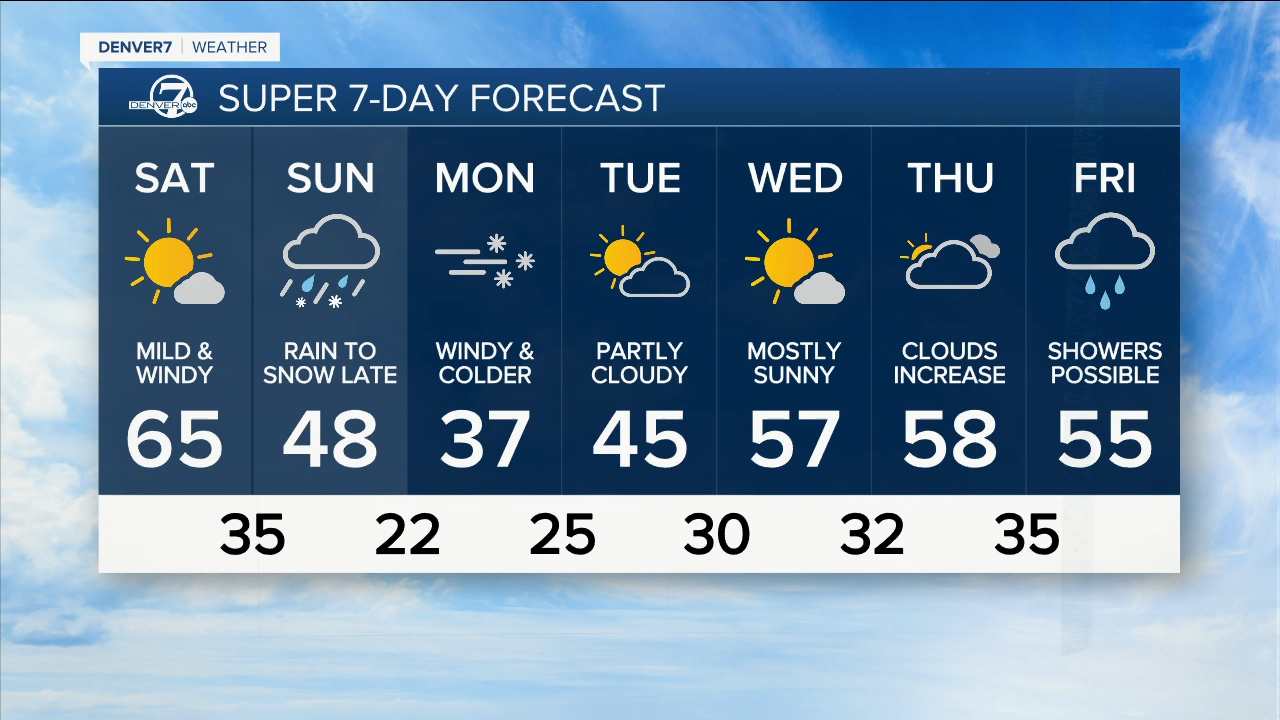 DENVER7 | WEATHER
7
DENVER abc
SUPER 7-DAY FORECAST
SAT SUN MON TUE WED THU FRI
MILD & WINDY
RAIN TO SNOW LATE
WINDY & COLDER
PARTLY CLOUDY
MOSTLY SUNNY
CLOUDS INCREASE
SHOWERS POSSIBLE
65 48 37 45 57 58 55
35 22 25 30 32 35